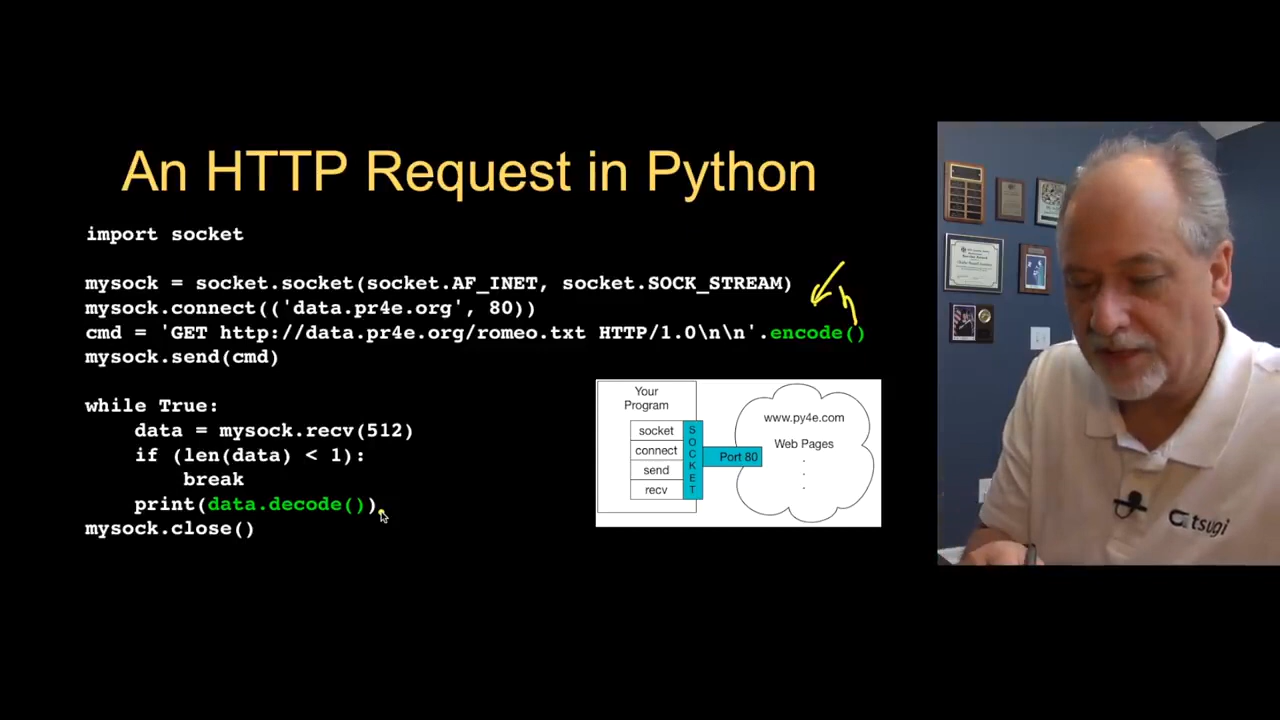 An HTTP Request in Python
import socket
mysock = socket.socket(socket.AF_INET, socket.SOCK_STREAM)
mysock.connect(('data.pr4e.org', 80))
cmd = 'GET http://data.pr4e.org/romeo.txt HTTP/1.0\n\n'.encode()
mysock.send(cmd)
while True:
    data = mysock.recv(512)
    if (len(data) < 1):
        break
    print(data.decode())
mysock.close()
Your
Program
socket
connect
send
recv
SOCKET
Port 80
www.py4e.com
Web Pages
.
.
.
tsugi